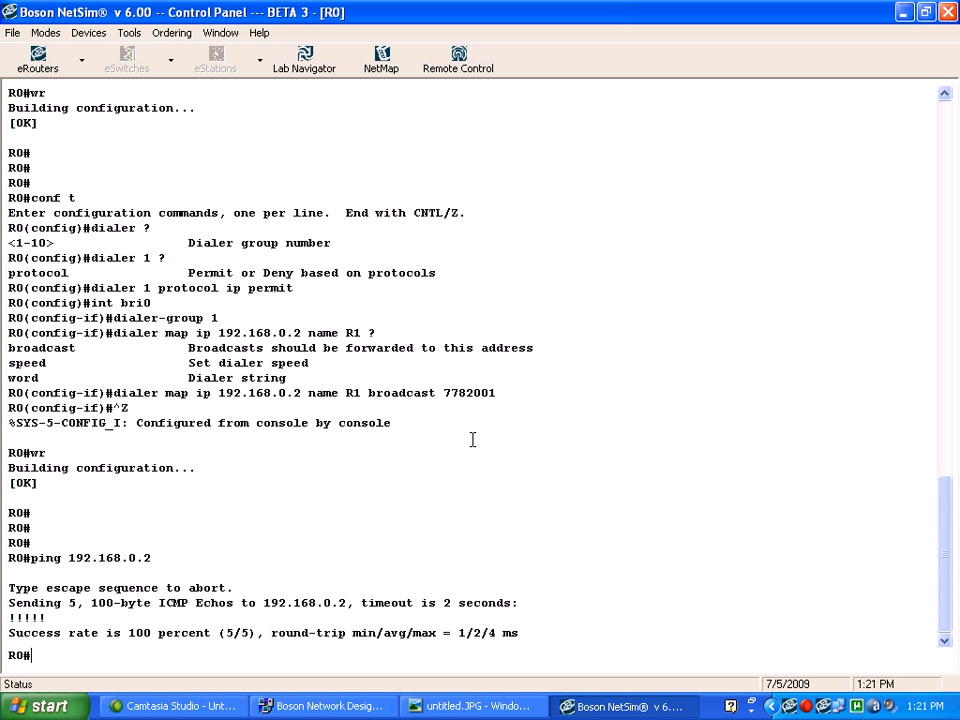 Boson NetSim® v 6.00 -- Control Panel --- BETA 3 - [R0]
File Modes Devices Tools Ordering Window Help
eRouters eSwitches eStations Lab Navigator NetMap Remote Control
R0#wr
Building configuration...
[OK]
R0#
R0#
R0#
R0#conf t
Enter configuration commands, one per line. End with CNTL/Z.
R0(config)#dialer ?
<1-10> Dialer group number
R0(config)#dialer 1 ?
protocol Permit or Deny based on protocols
R0(config)#dialer 1 protocol ip permit
R0(config)#int bri0
R0(config-if)#dialer-group 1
R0(config-if)#dialer map ip 192.168.0.2 name R1 ?
broadcast Broadcasts should be forwarded to this address
speed Set dialer speed
word Dialer string
R0(config-if)#dialer map ip 192.168.0.2 name R1 broadcast 7782001
R0(config-if)#^Z
%SYS-5-CONFIG_I: Configured from console by console
R0#wr
Building configuration...
[OK]
R0#
R0#
R0#
R0#ping 192.168.0.2
Type escape sequence to abort.
Sending 5, 100-byte ICMP Echos to 192.168.0.2, timeout is 2 seconds:
!!!!!
Success rate is 100 percent (5/5), round-trip min/avg/max = 1/2/4 ms
R0#
Status 7/5/2009 1:21 PM
start Camtasia Studio - Unt... Boson Network Desig... untitled.JPG - Windo... Boson NetSim® v 6.... 1:21 PM